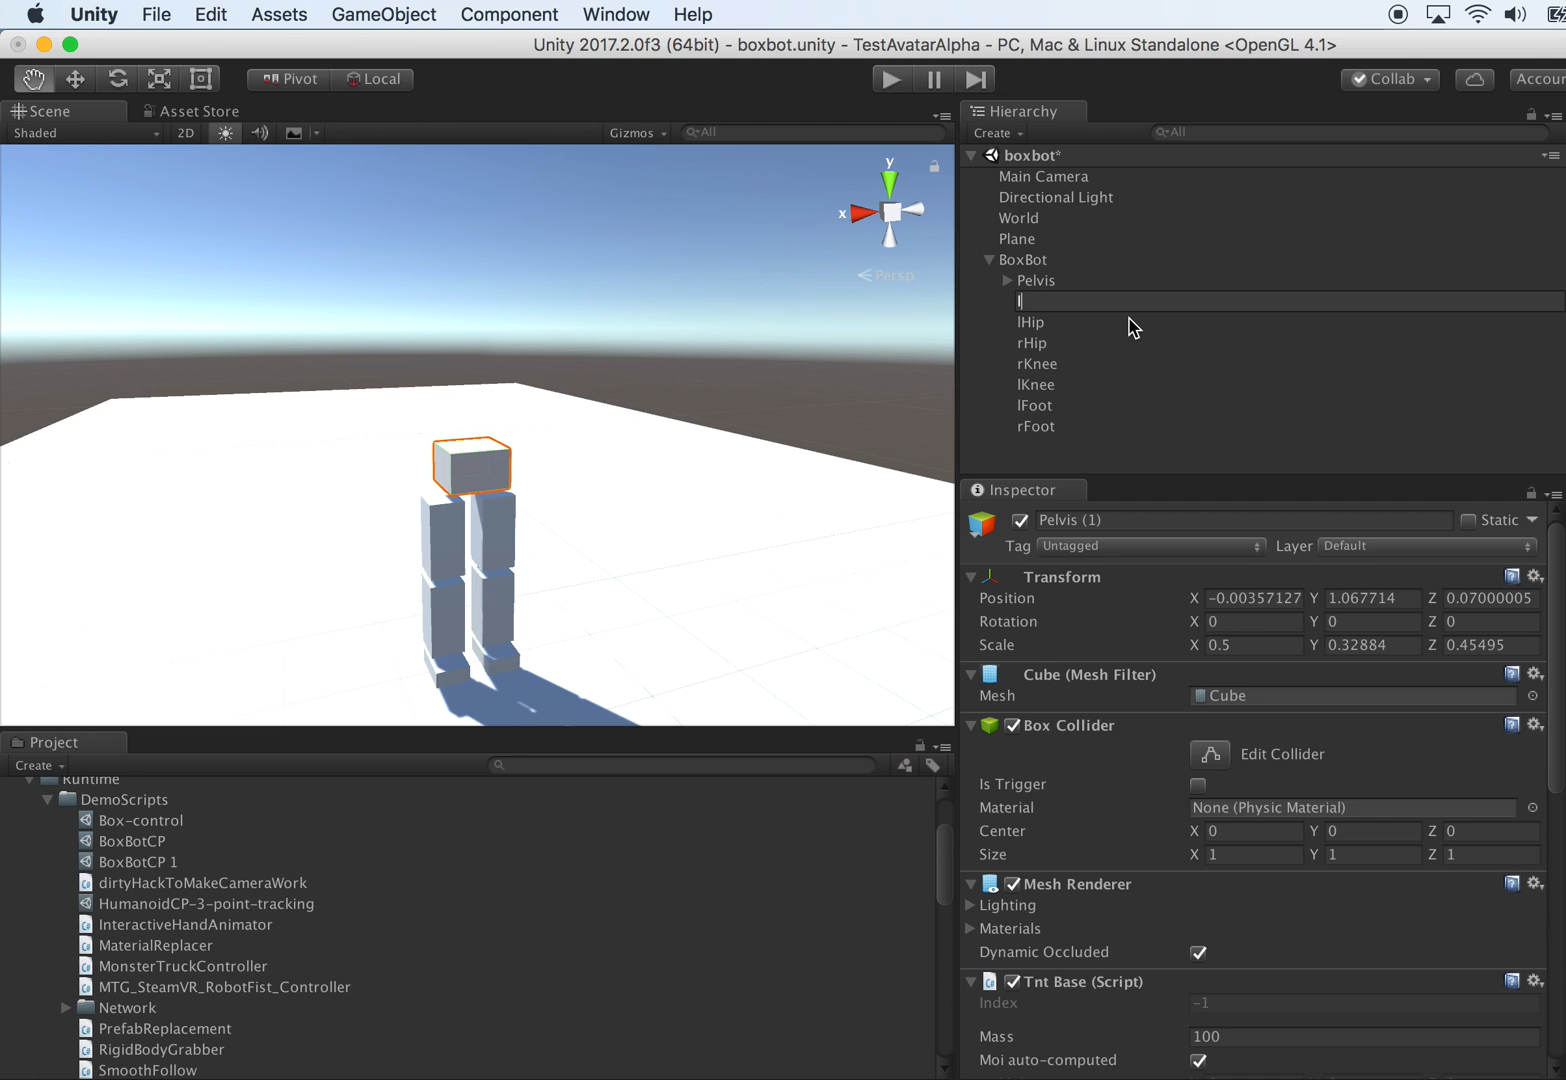 Unity File Edit Assets GameObject Component Window Help
Unity 2017.2.0f3 (64bit) - boxbot.unity - TestAvatarAlpha - PC, Mac & Linux Standalone <OpenGL 4.1>
Pivot Local Collab Accour
Scene Asset Store
Shaded 2D Gizmos All
y
x
Persp
Hierarchy
Create All
boxbot*
Main Camera
Directional Light
World
Plane
BoxBot
Pelvis
l
lHip
rHip
rKnee
lKnee
lFoot
rFoot
Inspector
Pelvis (1) Static
Tag Untagged Layer Default
Transform
Position X -0.00357127 Y 1.067714 Z 0.07000005
Rotation X 0 Y 0 Z 0
Scale X 0.5 Y 0.32884 Z 0.45495
Cube (Mesh Filter)
Mesh Cube
Box Collider
Edit Collider
Is Trigger
Material None (Physic Material)
Center X 0 Y 0 Z 0
Size X 1 Y 1 Z 1
Mesh Renderer
Lighting
Materials
Dynamic Occluded
Tnt Base (Script)
Index -1
Mass 100
Moi auto-computed
Project
Create
Runtime
DemoScripts
Box-control
BoxBotCP
BoxBotCP 1
dirtyHackToMakeCameraWork
HumanoidCP-3-point-tracking
InteractiveHandAnimator
MaterialReplacer
MonsterTruckController
MTG_SteamVR_RobotFist_Controller
Network
PrefabReplacement
RigidBodyGrabber
SmoothFollow